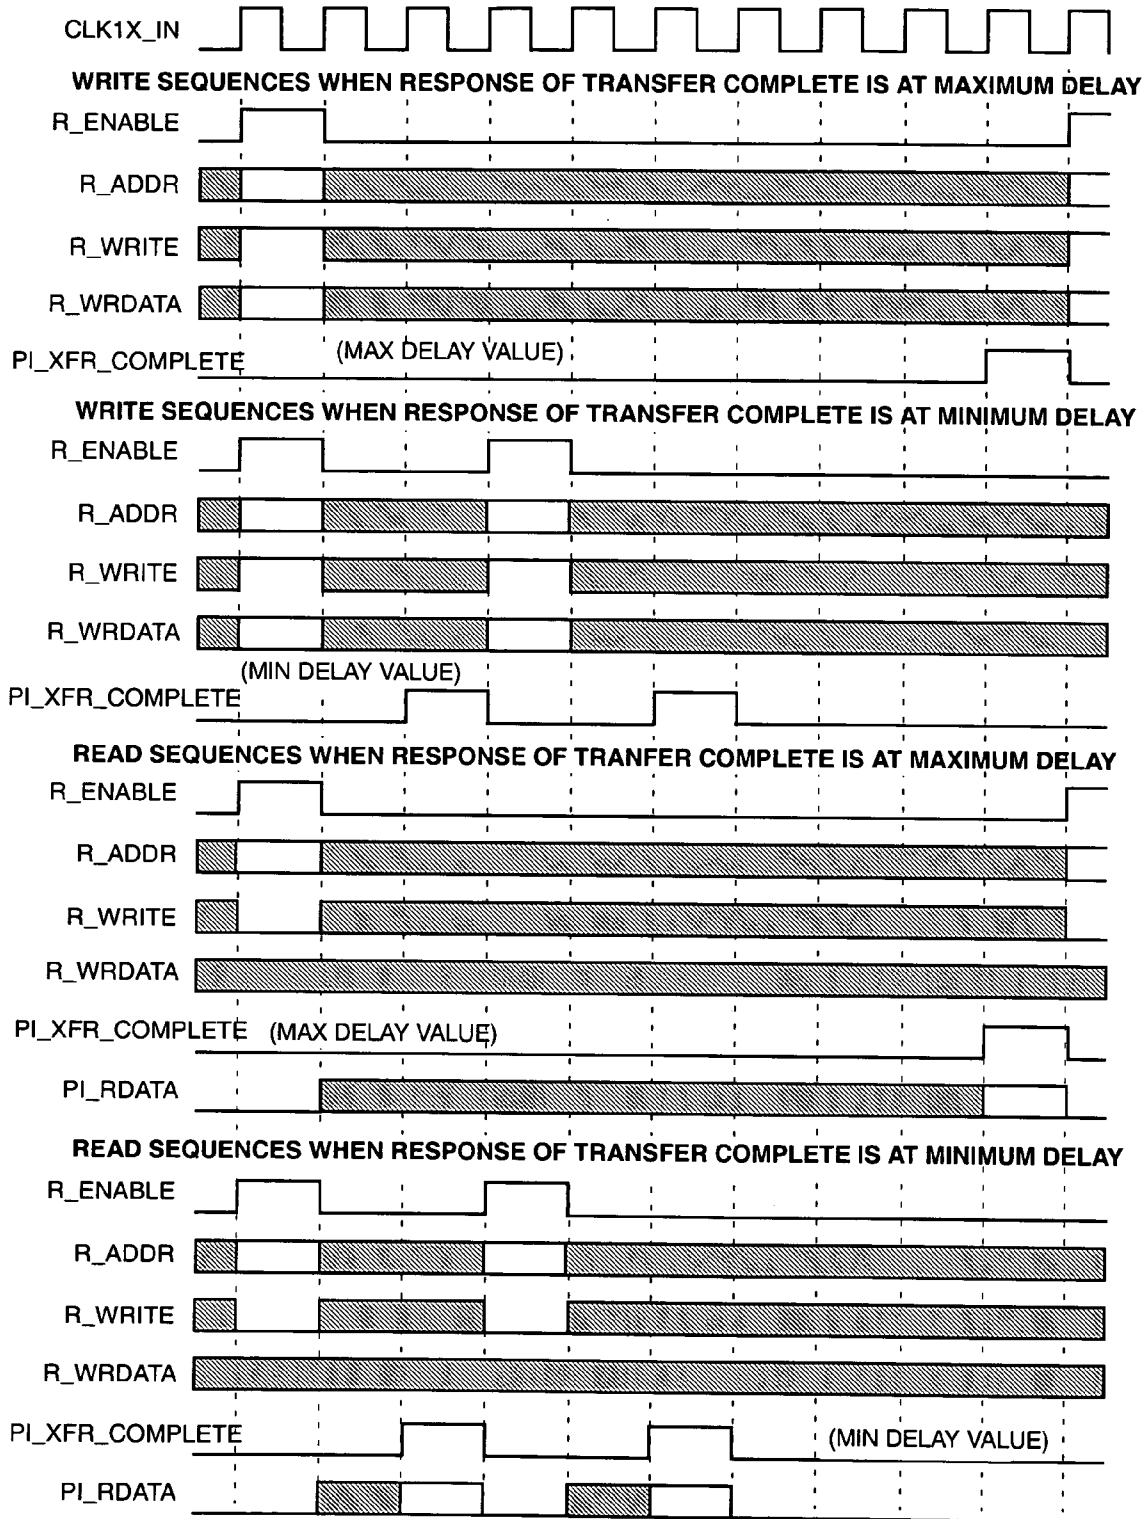 CLK1X_IN
WRITE SEQUENCES WHEN RESPONSE OF TRANSFER COMPLETE IS AT MAXIMUM DELAY
R_ENABLE
R_ADDR
R_WRITE
R_WRDATA
PI_XFR_COMPLETE (MAX DELAY VALUE)
WRITE SEQUENCES WHEN RESPONSE OF TRANSFER COMPLETE IS AT MINIMUM DELAY
R_ENABLE
R_ADDR
R_WRITE
R_WRDATA
(MIN DELAY VALUE)
PI_XFR_COMPLETE
READ SEQUENCES WHEN RESPONSE OF TRANFER COMPLETE IS AT MAXIMUM DELAY
R_ENABLE
R_ADDR
R_WRITE
R_WRDATA
PI_XFR_COMPLETE (MAX DELAY VALUE)
PI_RDATA
READ SEQUENCES WHEN RESPONSE OF TRANSFER COMPLETE IS AT MINIMUM DELAY
R_ENABLE
R_ADDR
R_WRITE
R_WRDATA
PI_XFR_COMPLETE (MIN DELAY VALUE)
PI_RDATA